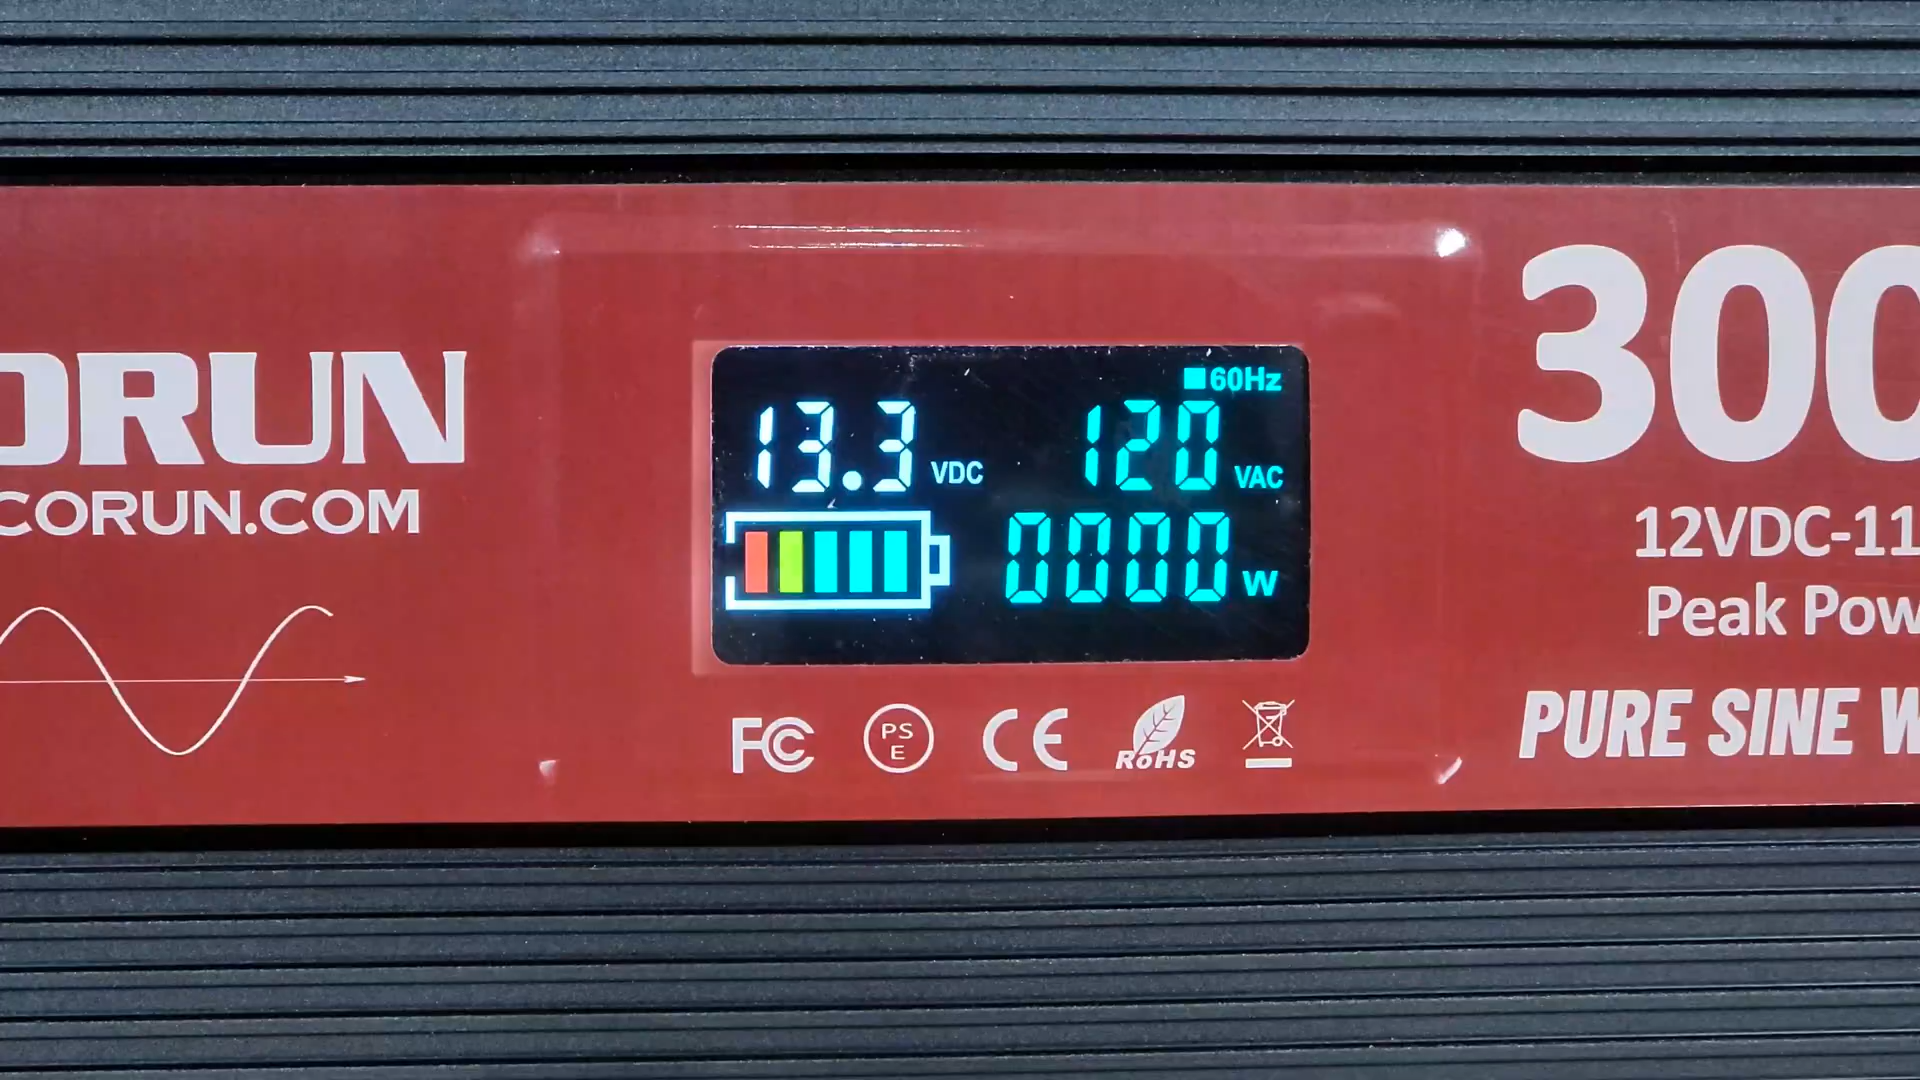 ORUN
CORUN.COM
60Hz
13.3 VDC
120 VAC
0000 W
FC
PS
E
CE
RoHS
300
12VDC-11
Peak Pow
PURE SINE W